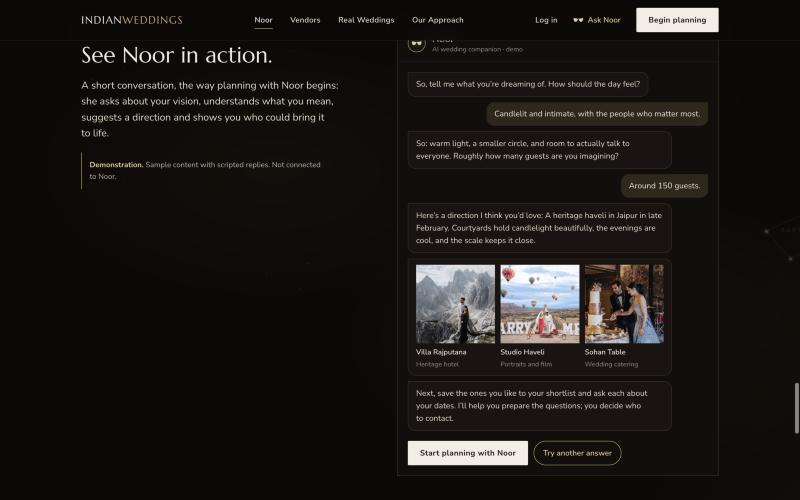 INDIANWEDDINGS
Noor
Vendors
Real Weddings
Our Approach
Log in
Ask Noor
Begin planning
See Noor in action.
A short conversation, the way planning with Noor begins:
she asks about your vision, understands what you mean,
suggests a direction and shows you who could bring it
to life.
Demonstration. Sample content with scripted replies. Not connected
to Noor.
AI wedding companion · demo
So, tell me what you're dreaming of. How should the day feel?
Candlelit and intimate, with the people who matter most.
So: warm light, a smaller circle, and room to actually talk to
everyone. Roughly how many guests are you imagining?
Around 150 guests.
Here's a direction I think you'd love: A heritage haveli in Jaipur in late
February. Courtyards hold candlelight beautifully, the evenings are
cool, and the scale keeps it close.
ARRY ME
Villa Rajputana
Heritage hotel
Studio Haveli
Portraits and film
Sohan Table
Wedding catering
Next, save the ones you like to your shortlist and ask each about
your dates. I'll help you prepare the questions; you decide who
to contact.
Start planning with Noor
Try another answer